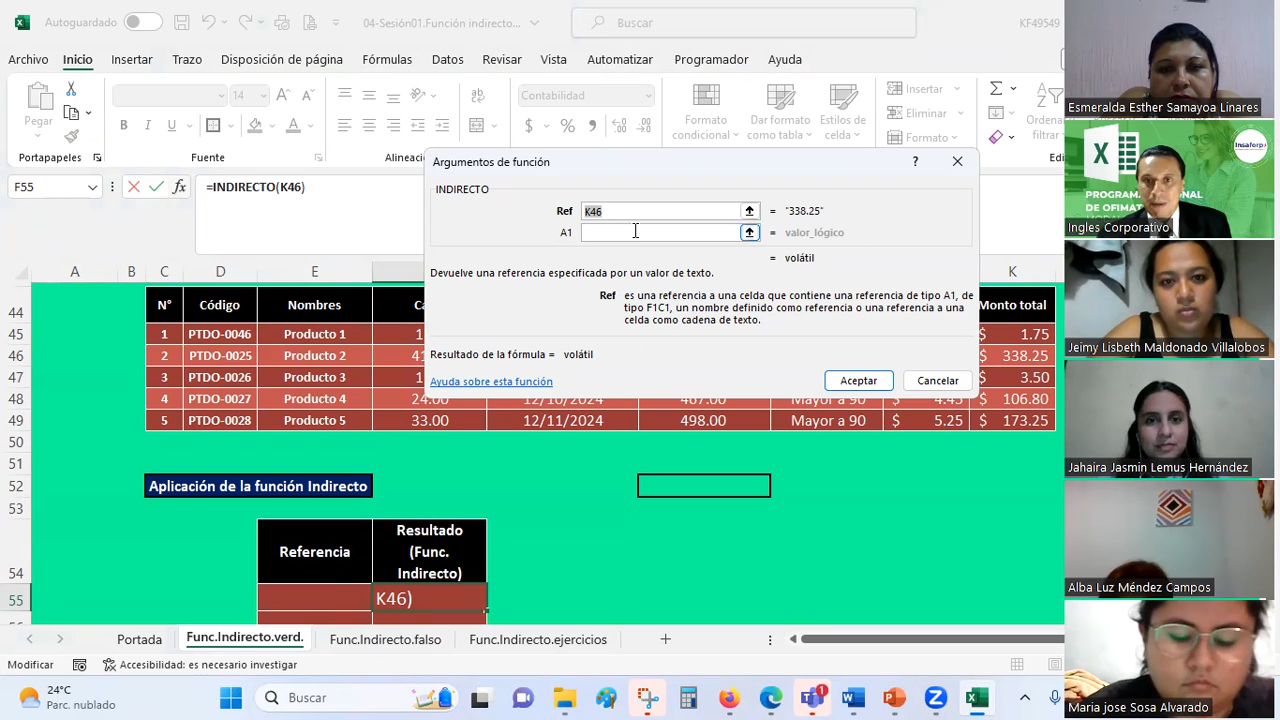 Autoguardado
04-Sesión01.Función indirecto...
Buscar
KF49549
Archivo Inicio Insertar Trazo Disposición de página Fórmulas Datos Revisar Vista Automatizar Programador Ayuda
Pegar
14
Contabilidad
Formato condicional
Dar formato como tabla
Estilos de celda
Insertar
Eliminar
Formato
Portapapeles
Fuente
F55
=INDIRECTO(K46)
Argumentos de función
INDIRECTO
Ref K46 = "338.25"
A1 = valor_lógico
= volátil
Devuelve una referencia especificada por un valor de texto.
Ref es una referencia a una celda que contiene una referencia de tipo A1, de
tipo F1C1, un nombre definido como referencia o una referencia a una
celda como cadena de texto.
Resultado de la fórmula = volátil
Ayuda sobre esta función
Aceptar
Cancelar
A B C D E K
44 N° Código Nombres Monto total
45 1 PTDO-0046 Producto 1 $ 1.75
46 2 PTDO-0025 Producto 2 $ 338.25
47 3 PTDO-0026 Producto 3 $ 3.50
48 4 PTDO-0027 Producto 4 24.00 12/10/2024 467.00 Mayor a 90 $ 4.45 $ 106.80
49 5 PTDO-0028 Producto 5 33.00 12/11/2024 498.00 Mayor a 90 $ 5.25 $ 173.25
50
51
52 Aplicación de la función Indirecto
53
54 Referencia Resultado (Func. Indirecto)
55 K46)
Portada Func.Indirecto.verd. Func.Indirecto.falso Func.Indirecto.ejercicios
Modificar
Accesibilidad: es necesario investigar
24°C
Parc. nublado
Buscar
1
Esmeralda Esther Samayoa Linares
Insaforp
Ingles Corporativo
Jeimy Lisbeth Maldonado Villalobos
Jahaira Jasmin Lemus Hernández
Alba Luz Méndez Campos
Maria jose Sosa Alvarado